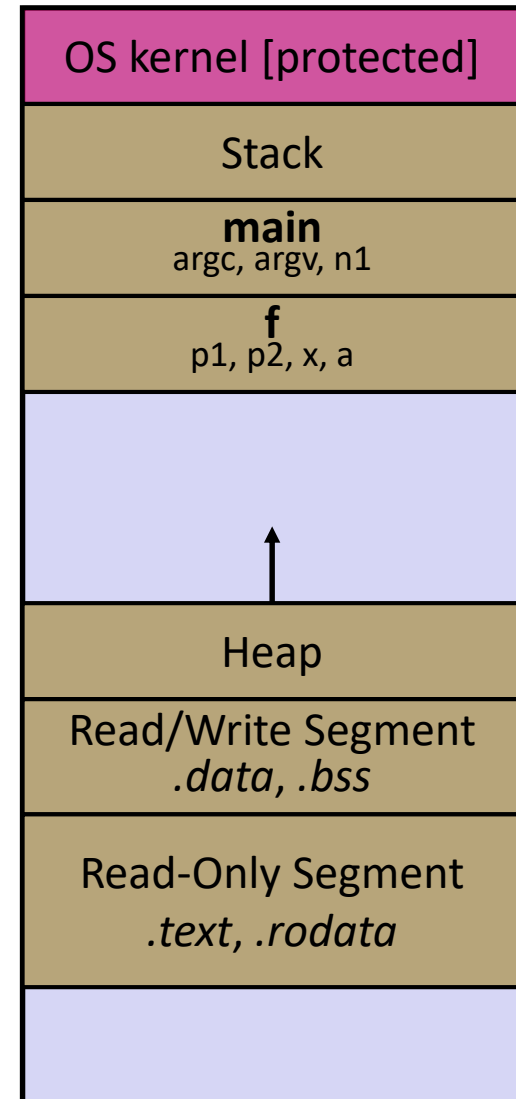 OS kernel [protected]
Stack
main
argc, argv, n1
f
p1, p2, x, a
Heap
Read/Write Segment
.data, .bss
Read-Only Segment
.text, .rodata